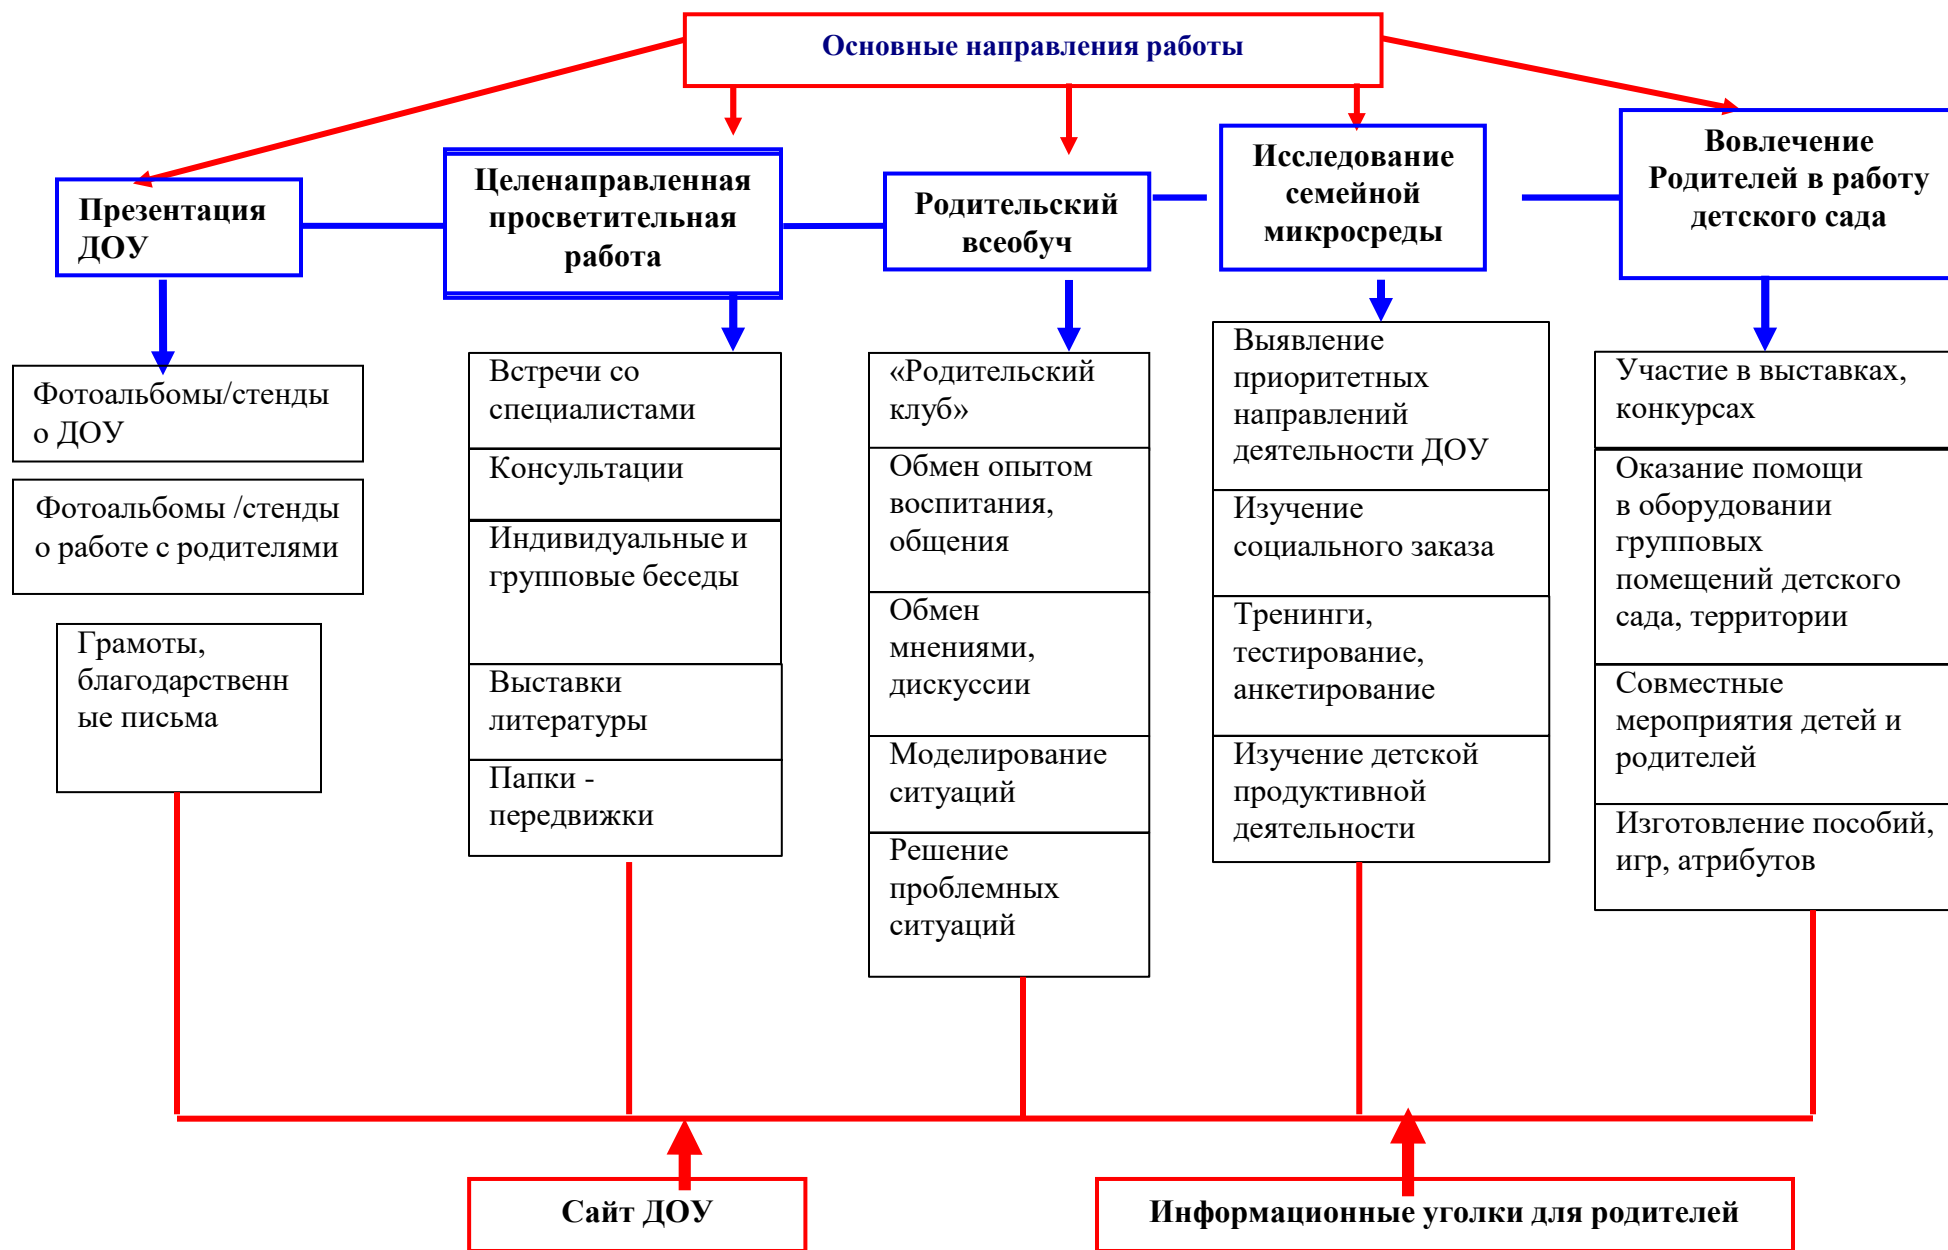 Основные направления работы
Презентация
ДОУ
Целенаправленная
просветительная
работа
Родительский
всеобуч
Исследование
семейной
микросреды
Вовлечение
Родителей в работу
детского сада
Фотоальбомы/стенды
о ДОУ
Фотоальбомы /стенды
о работе с родителями
Грамоты,
благодарственн
ые письма
Встречи со
специалистами
Консультации
Индивидуальные и
групповые беседы
Выставки
литературы
Папки -
передвижки
«Родительский
клуб»
Обмен опытом
воспитания,
общения
Обмен
мнениями,
дискуссии
Моделирование
ситуаций
Решение
проблемных
ситуаций
Выявление
приоритетных
направлений
деятельности ДОУ
Изучение
социального заказа
Тренинги,
тестирование,
анкетирование
Изучение детской
продуктивной
деятельности
Участие в выставках,
конкурсах
Оказание помощи
в оборудовании
групповых
помещений детского
сада, территории
Совместные
мероприятия детей и
родителей
Изготовление пособий,
игр, атрибутов
Сайт ДОУ
Информационные уголки для родителей